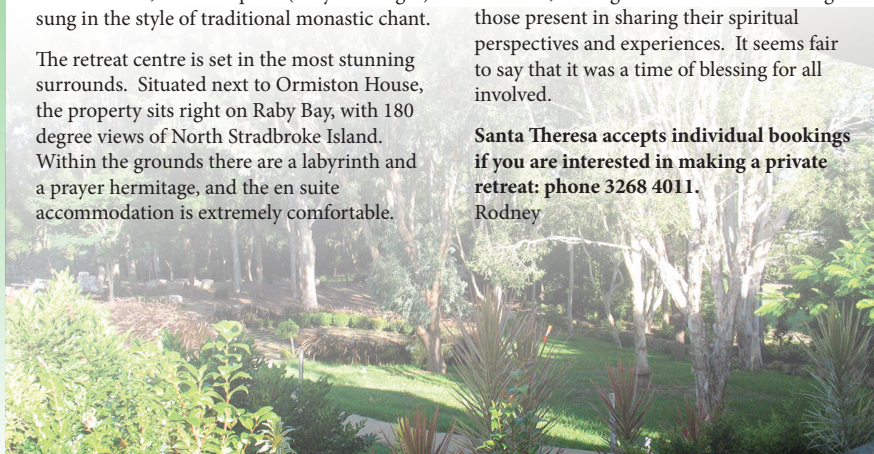 sung in the style of traditional monastic chant.
The retreat centre is set in the most stunning
surrounds. Situated next to Ormiston House,
the property sits right on Raby Bay, with 180
degree views of North Stradbroke Island.
Within the grounds there are a labyrinth and
a prayer hermitage, and the en suite
accommodation is extremely comfortable.
those present in sharing their spiritual
perspectives and experiences. It seems fair
to say that it was a time of blessing for all
involved.
Santa Theresa accepts individual bookings
if you are interested in making a private
retreat: phone 3268 4011.
Rodney